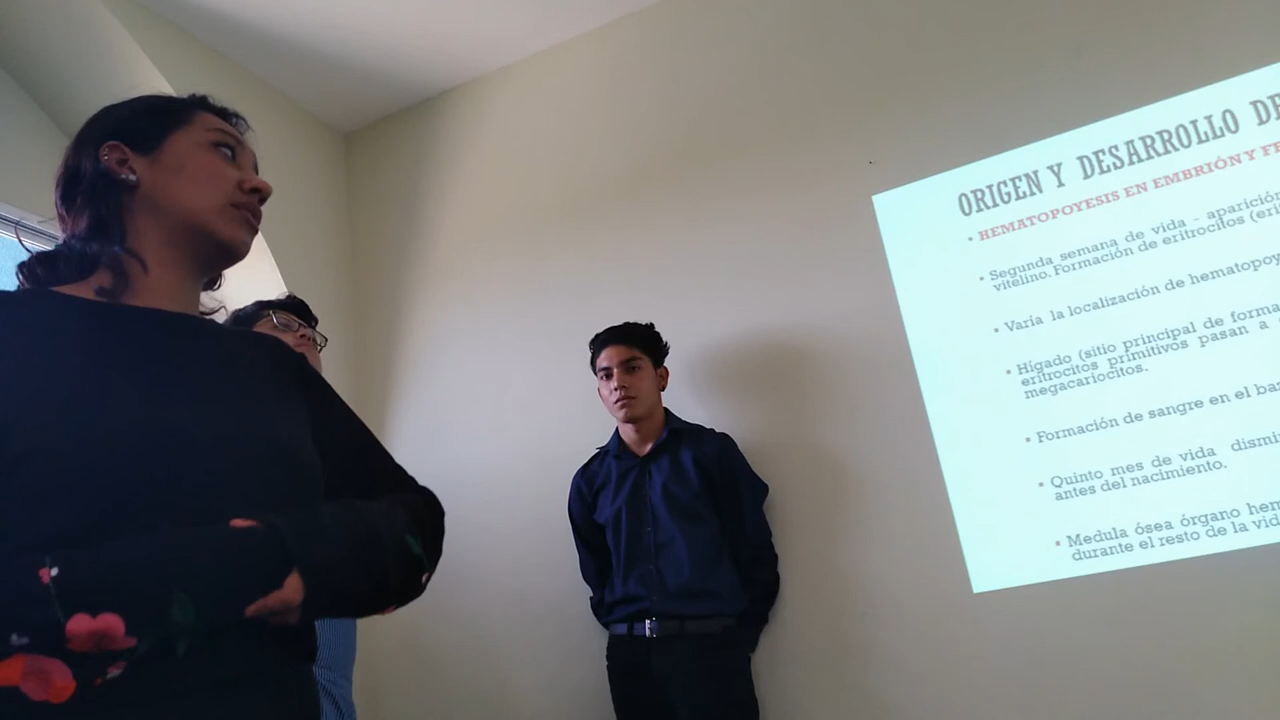 ORIGEN Y DESARROLLO DE
HEMATOPOYESIS EN EMBRIÓN Y FE
Segunda semana de vida - aparición
vitelino. Formación de eritrocitos (eri
Varía la localización de hematopoy
Hígado (sitio principal de forma
eritrocitos primitivos pasan a
megacariocitos.
Formación de sangre en el ba
Quinto mes de vida dismi
antes del nacimiento.
Medula ósea órgano hem
durante el resto de la vid